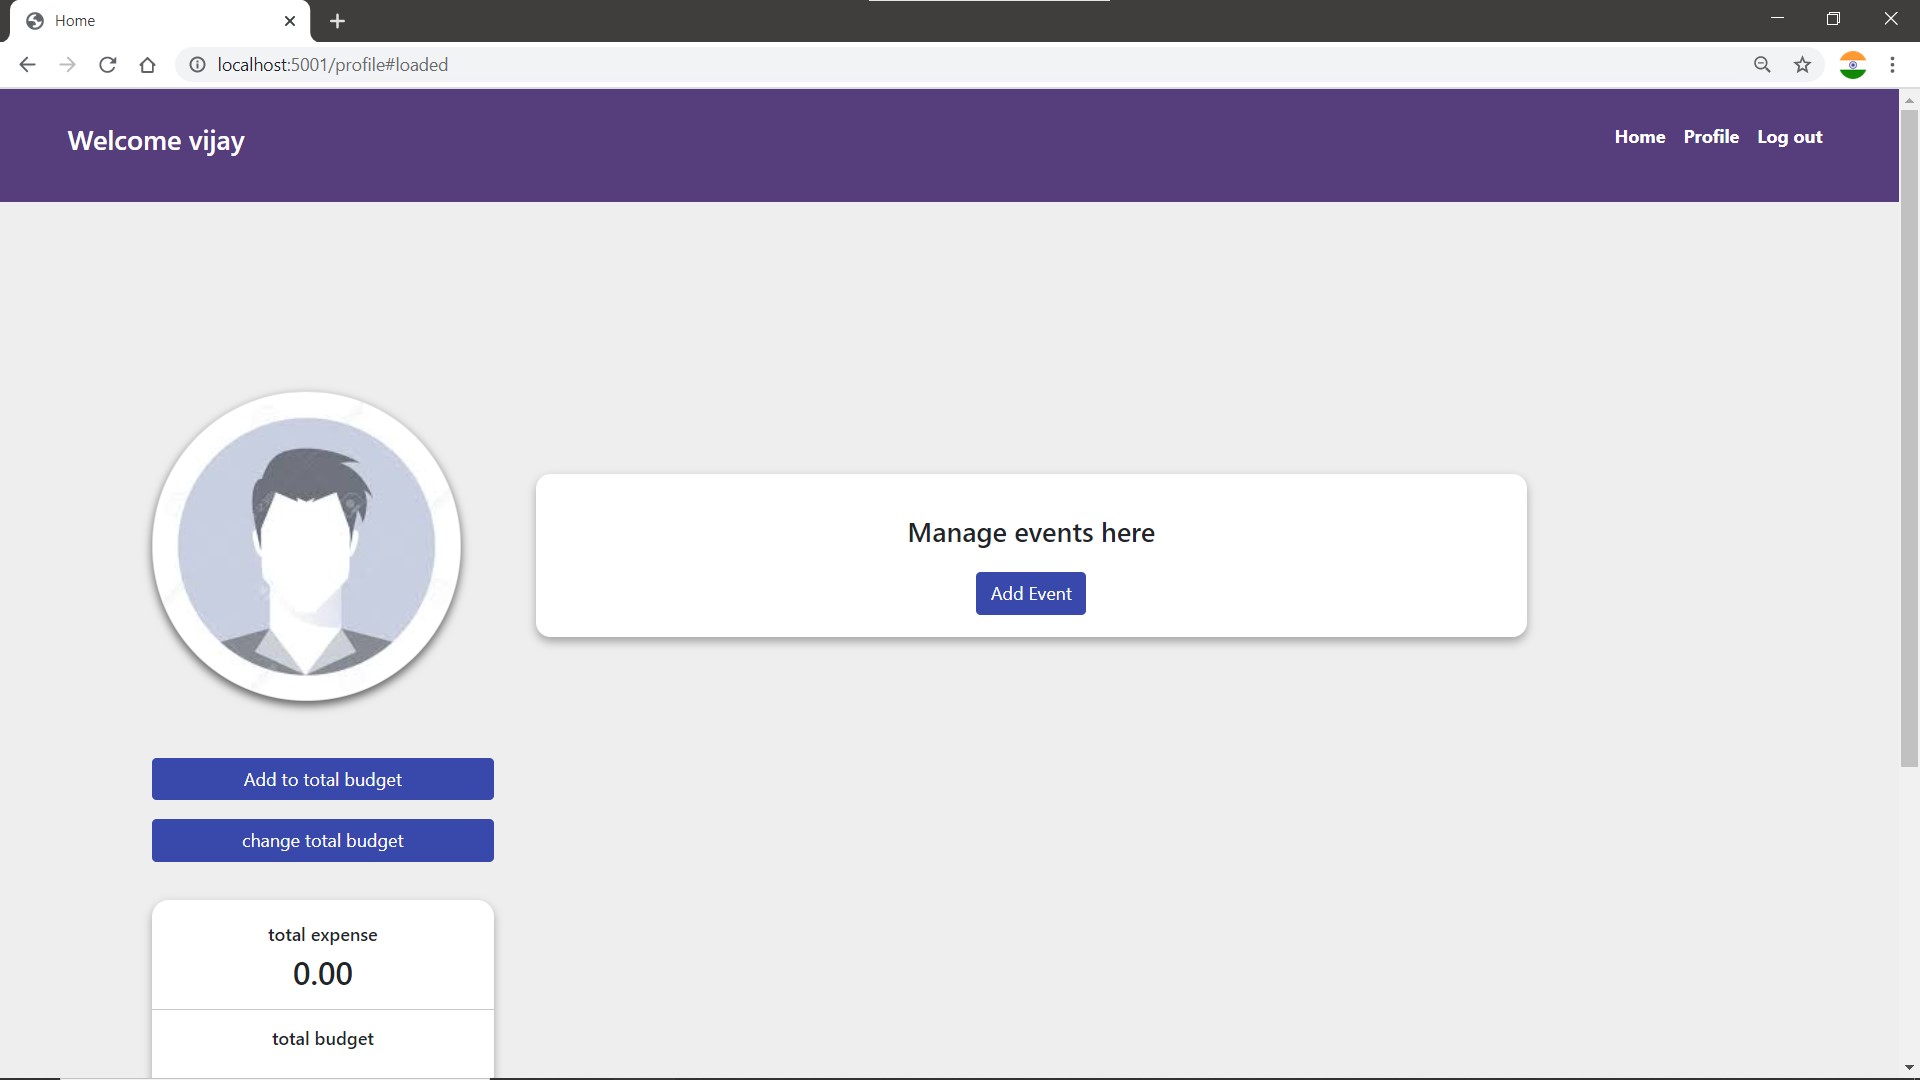 Home
localhost:5001/profile#loaded
Welcome vijay
Home Profile Log out
Manage events here
Add Event
Add to total budget
change total budget
total expense
0.00
total budget